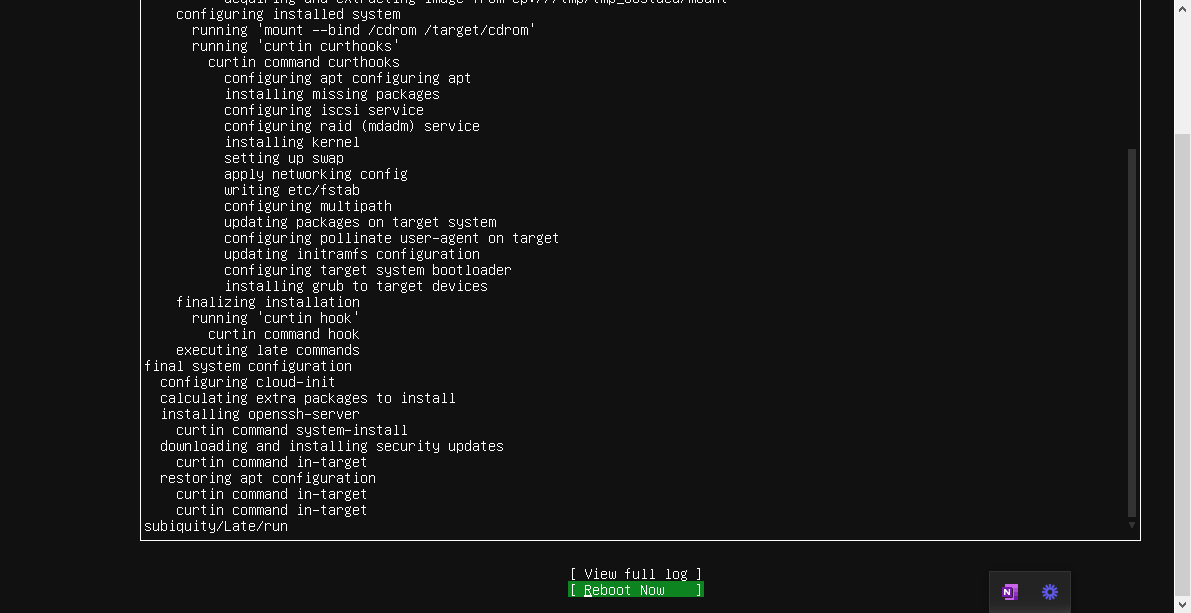 configuring installed system
running 'mount --bind /cdrom /target/cdrom'
running 'curtin curthooks'
curtin command curthooks
configuring apt configuring apt
installing missing packages
configuring iscsi service
configuring raid (mdadm) service
installing kernel
setting up swap
apply networking config
writing etc/fstab
configuring multipath
updating packages on target system
configuring pollinate user-agent on target
updating initramfs configuration
configuring target system bootloader
installing grub to target devices
finalizing installation
running 'curtin hook'
curtin command hook
executing late commands
final system configuration
configuring cloud-init
calculating extra packages to install
installing openssh-server
curtin command system-install
downloading and installing security updates
curtin command in-target
restoring apt configuration
curtin command in-target
curtin command in-target
subiquity/Late/run
[ View full log ]
[ Reboot Now ]
N